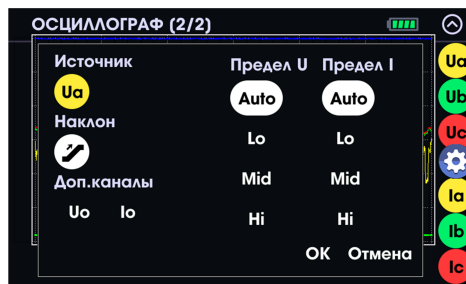 ОСЦИЛЛОГРАФ (2/2)
Источник
Ua
Наклон
Доп.каналы
Uo Io
Предел U Предел I
Auto Auto
Lo Lo
Mid Mid
Hi Hi
ОК Отмена
Ua
Ub
Uc
Ia
Ib
Ic